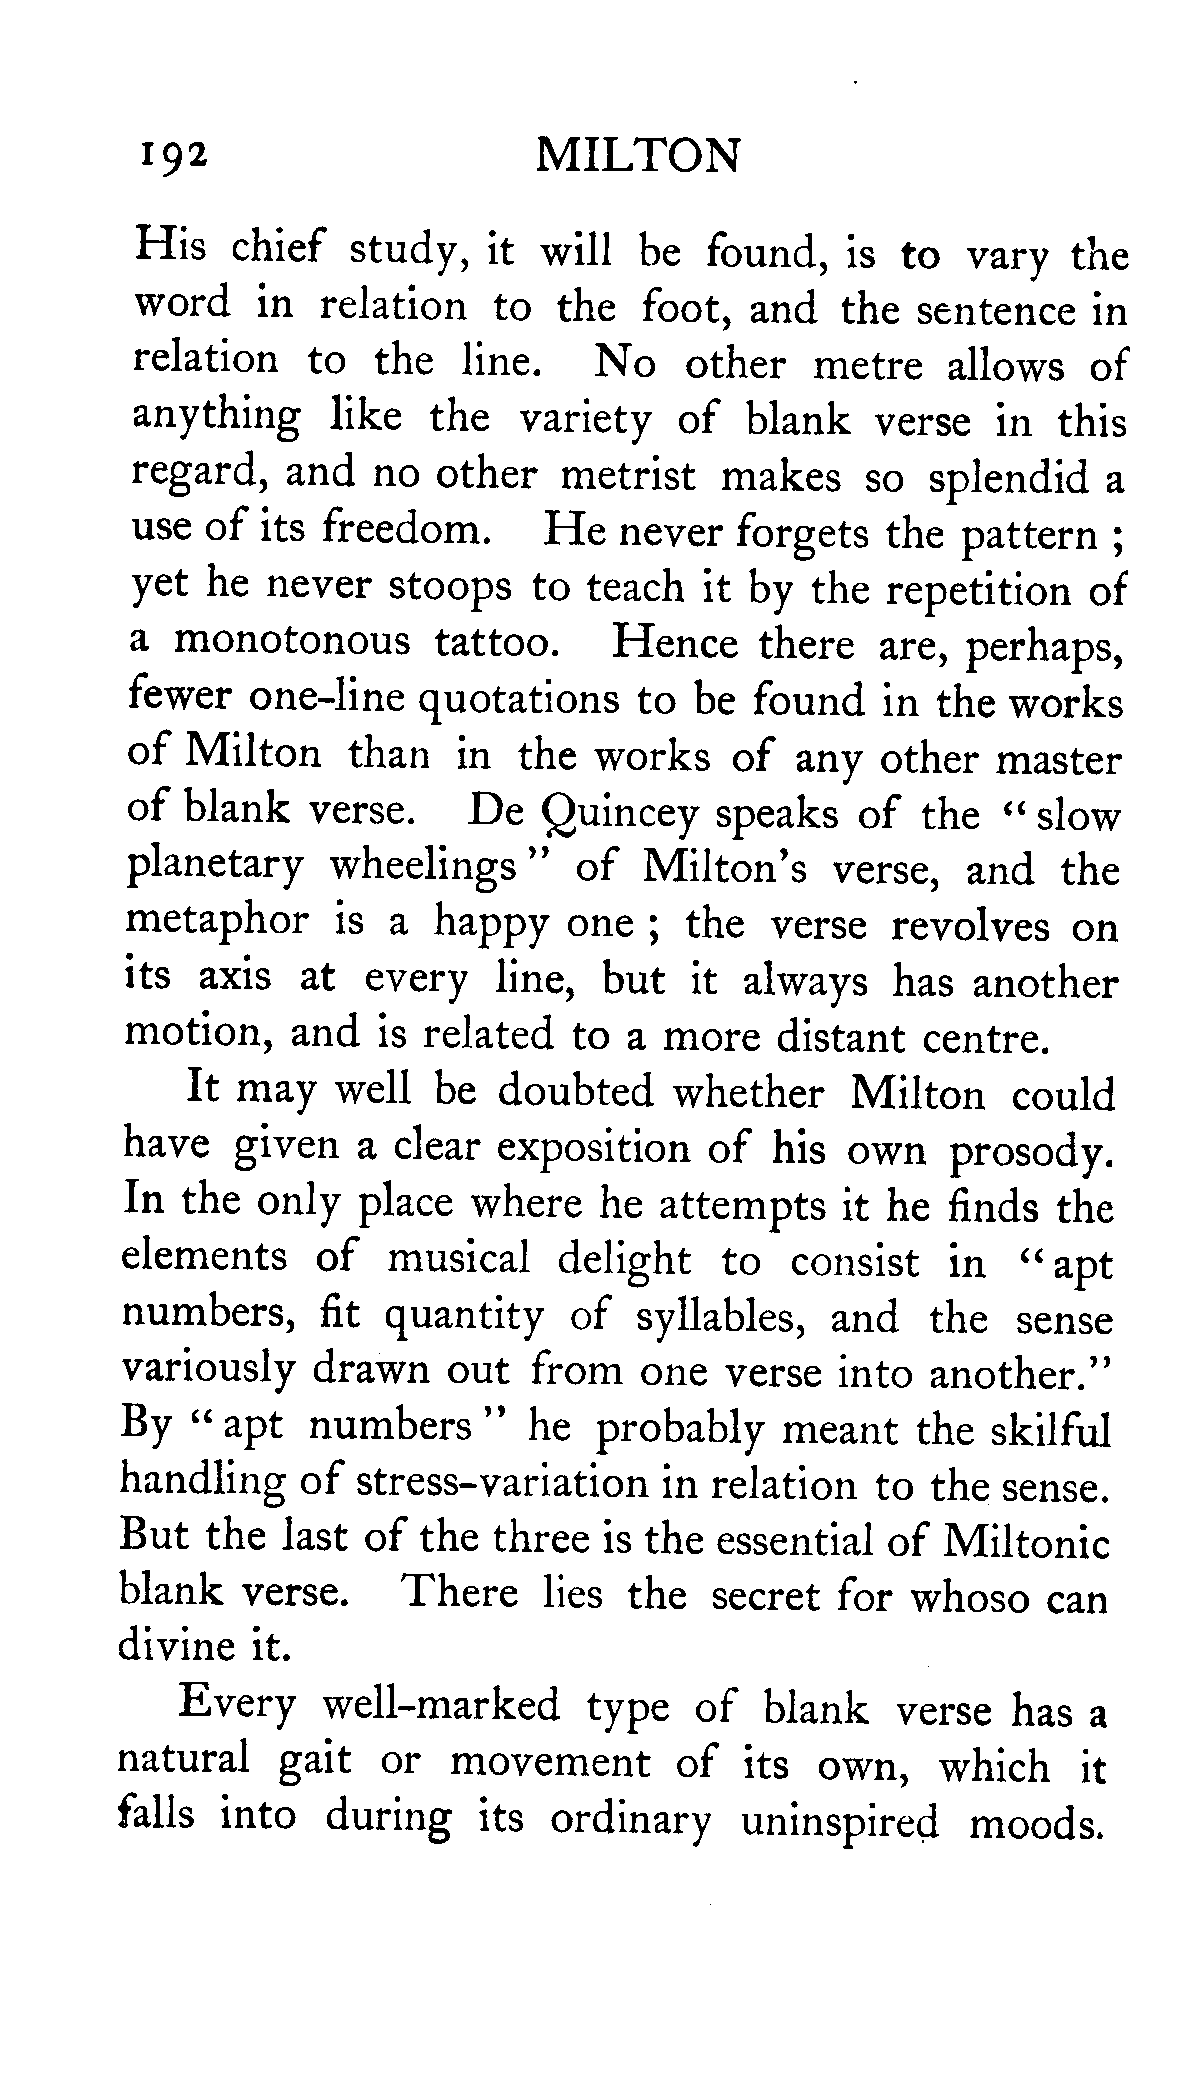 192 MILTON
His chief study, it will be found, is to vary the
word in relation to the foot, and the sentence in
relation to the line. No other metre allows of
anything like the variety of blank verse in this
regard, and no other metrist makes so splendid a
use of its freedom. He never forgets the pattern ;
yet he never stoops to teach it by the repetition of
a monotonous tattoo. Hence there are, perhaps,
fewer one-line quotations to be found in the works
of Milton than in the works of any other master
of blank verse. De Quincey speaks of the “ slow
planetary wheelings ” of Milton’s verse, and the
metaphor is a happy one ; the verse revolves on
its axis at every line, but it always has another
motion, and is related to a more distant centre.
It may well be doubted whether Milton could
have given a clear exposition of his own prosody.
In the only place where he attempts it he finds the
elements of musical delight to consist in “ apt
numbers, fit quantity of syllables, and the sense
variously drawn out from one verse into another.”
By “ apt numbers ” he probably meant the skilful
handling of stress-variation in relation to the sense.
But the last of the three is the essential of Miltonic
blank verse. There lies the secret for whoso can
divine it.
Every well-marked type of blank verse has a
natural gait or movement of its own, which it
falls into during its ordinary uninspired moods.